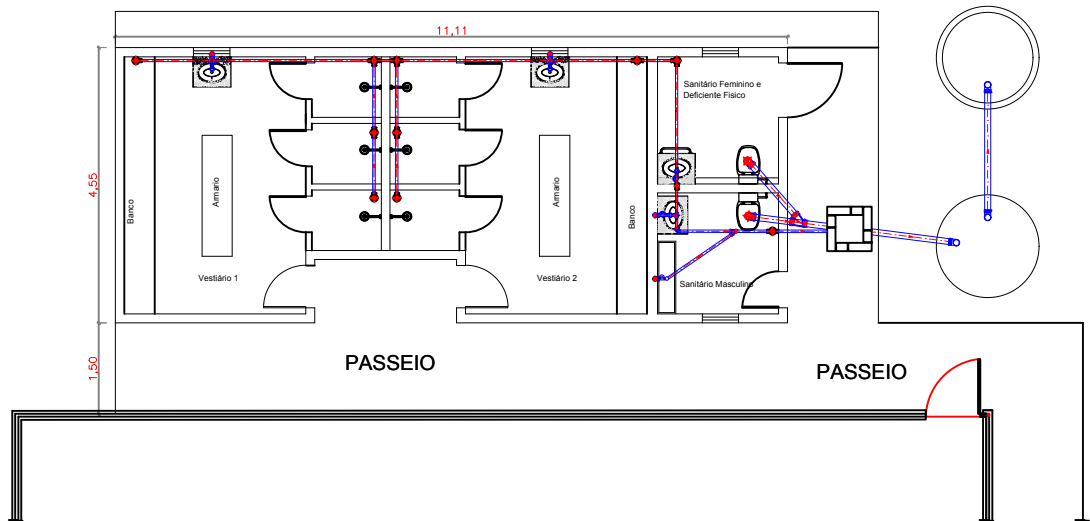 11,11
Sanitário Feminino e
Deficiente Fisico
4,55
Banco
Armario
Armario
Banco
Vestiário 1
Vestiário 2
Sanitário Masculino
1,50
PASSEIO
PASSEIO